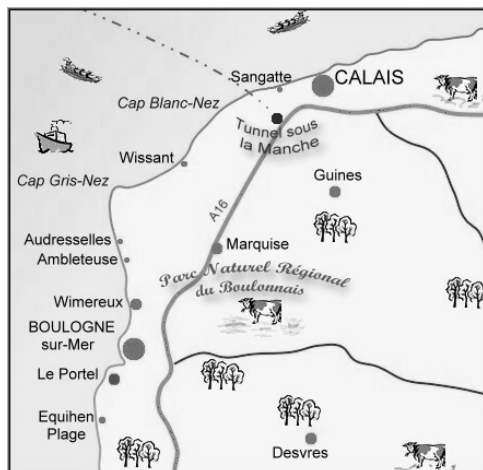 Sangatte
CALAIS
Cap Blanc-Nez
Tunnel sous
la Manche
Wissant
Cap Gris-Nez
Guines
A16
Audresselles
Ambleteuse
Marquise
Parc Naturel Régional
du Boulonnais
Wimereux
BOULOGNE
sur-Mer
Le Portel
Equihen
Plage
Desvres